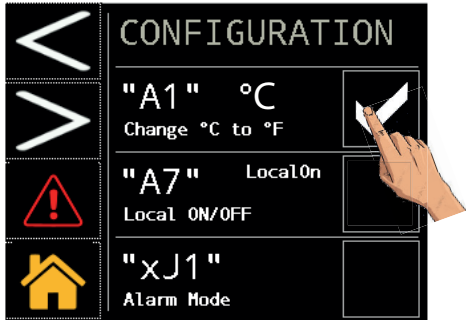 CONFIGURATION
"A1" °C
Change °C to °F
"A7" LocalOn
Local ON/OFF
"xJ1"
Alarm Mode